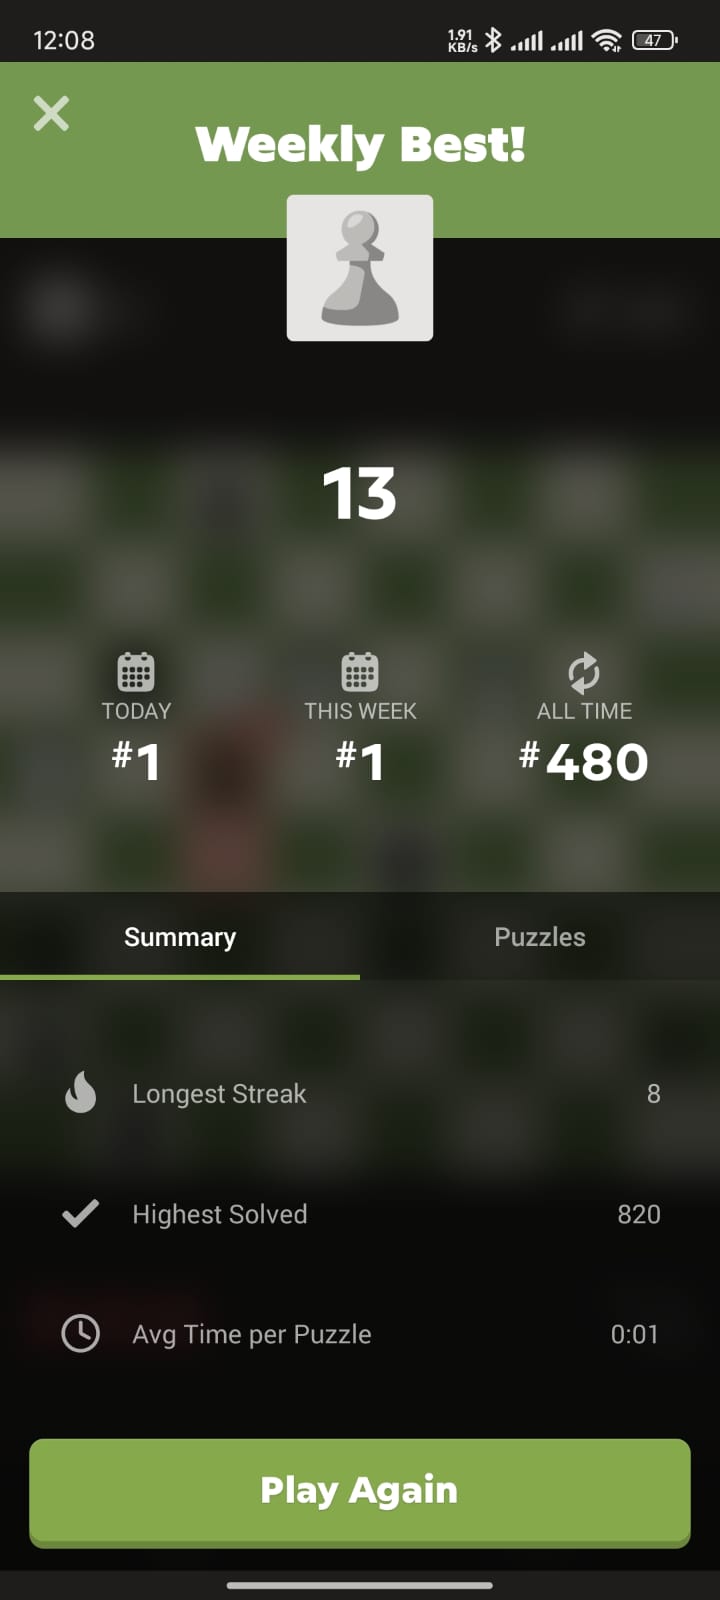 12:08
1.91
KB/s
47
Weekly Best!
13
TODAY
THIS WEEK
ALL TIME
#1
#1
#480
Summary
Puzzles
Longest Streak
8
Highest Solved
820
Avg Time per Puzzle
0:01
Play Again